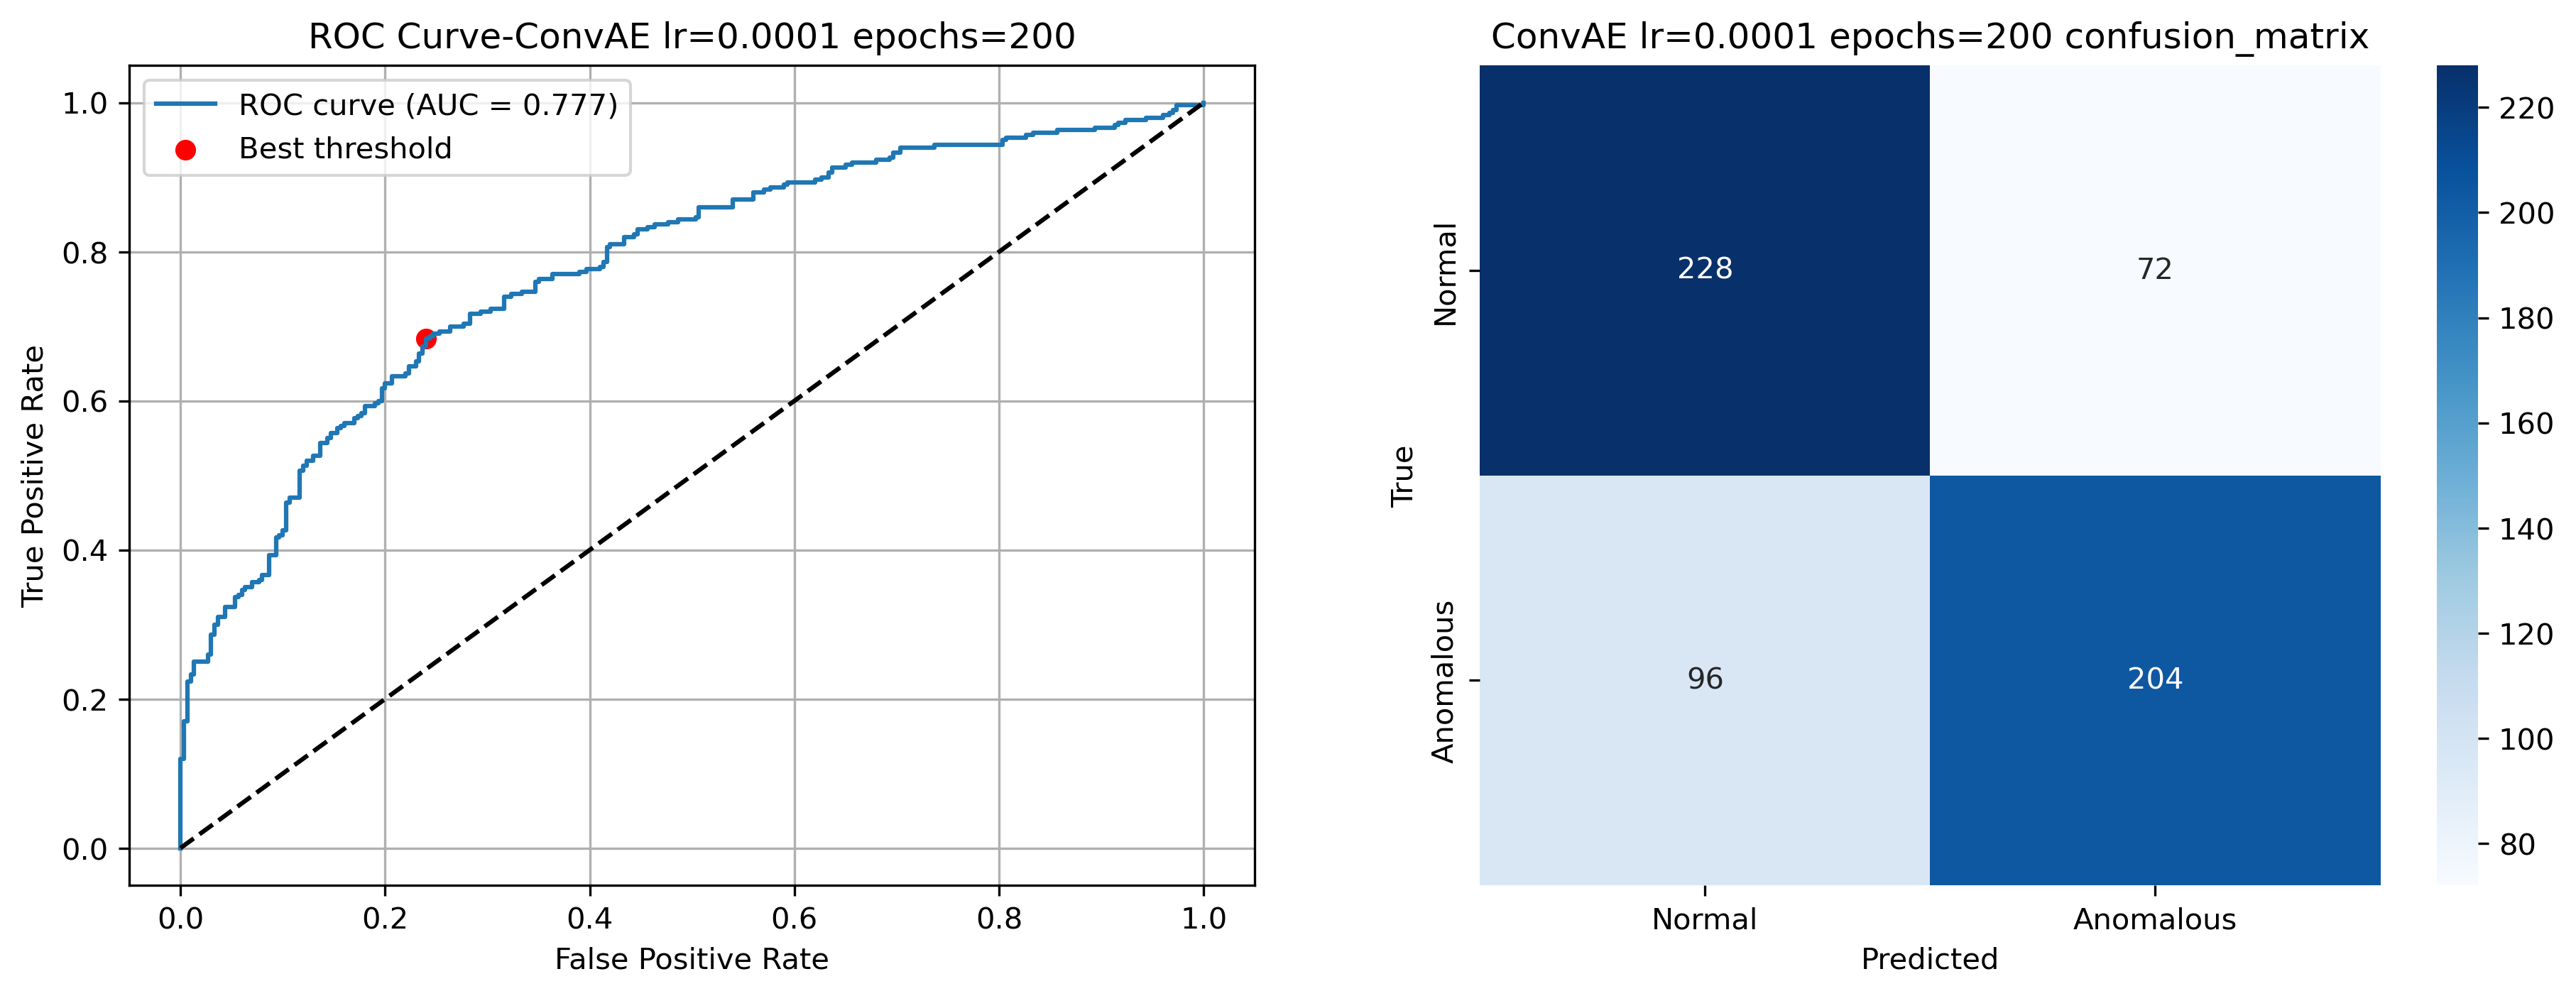 ROC Curve-ConvAE lr=0.0001 epochs=200
ROC curve (AUC = 0.777)
Best threshold
True Positive Rate
1.0
0.8
0.6
0.4
0.2
0.0
0.0 0.2 0.4 0.6 0.8 1.0
False Positive Rate
ConvAE lr=0.0001 epochs=200 confusion_matrix
True
Normal
Anomalous
228 72
96 204
Normal Anomalous
Predicted
220
200
180
160
140
120
100
80